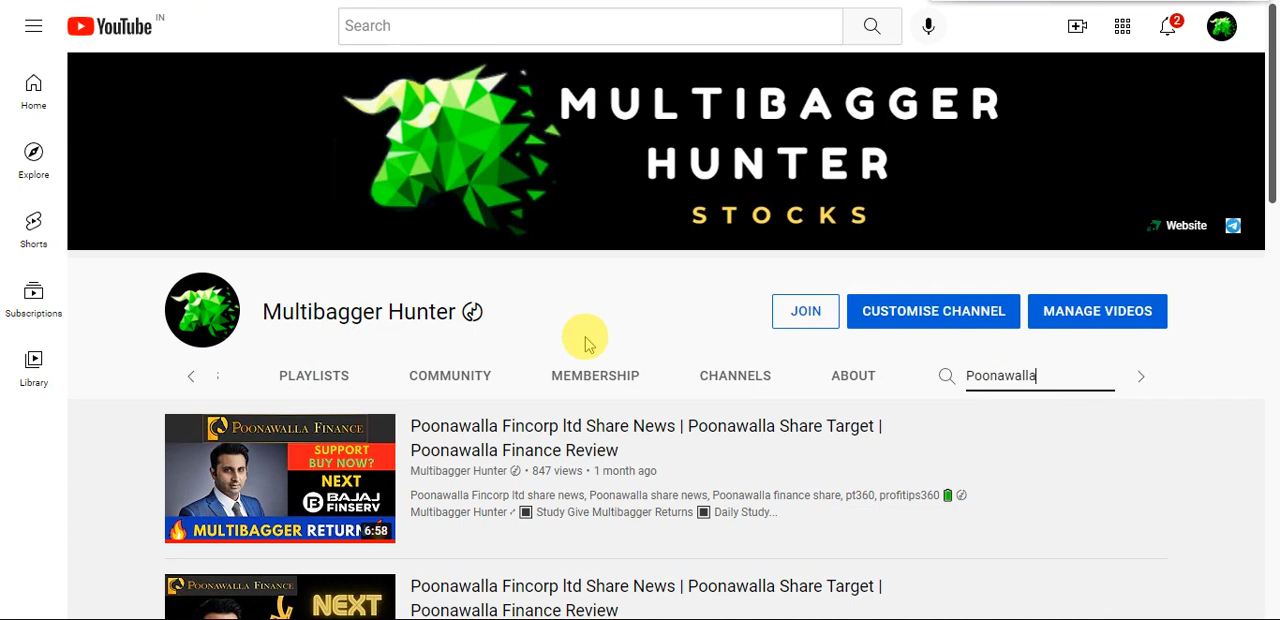 YouTube IN
Search
2
Home
Explore
Shorts
Subscriptions
Library
MULTIBAGGER
HUNTER
STOCKS
Website
Multibagger Hunter
JOIN
CUSTOMISE CHANNEL
MANAGE VIDEOS
PLAYLISTS
COMMUNITY
MEMBERSHIP
CHANNELS
ABOUT
Poonawalla
POONAWALLA FINANCE
SUPPORT
BUY NOW?
NEXT
BAJAJ
FINSERV
MULTIBAGGER RETURN
6:58
Poonawalla Fincorp ltd Share News | Poonawalla Share Target |
Poonawalla Finance Review
Multibagger Hunter • 847 views • 1 month ago
Poonawalla Fincorp ltd share news, Poonawalla share news, Poonawalla finance share, pt360, profitips360
Multibagger Hunter Study Give Multibagger Returns Daily Study...
POONAWALLA FINANCE
NEXT
Poonawalla Fincorp ltd Share News | Poonawalla Share Target |
Poonawalla Finance Review